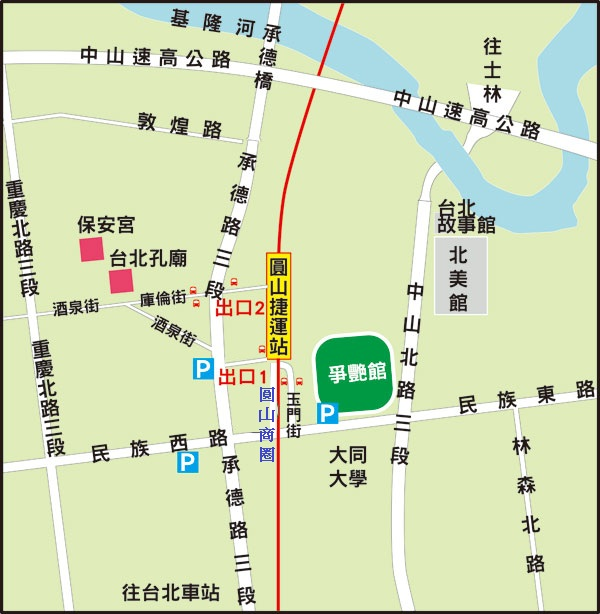 基隆河
承德橋
往士林
中山速高公路
中山速高公路
敦煌路
承德路三段
重慶北路三段
保安宮
台北孔廟
台北
故事館
北美館
圓山捷運站
庫倫街
酒泉街
出口2
酒泉街
中山北路三段
P
出口1
爭艷館
玉門街
圓山商圈
P
重慶北路三段
民族東路
民族西路
P
大同
大學
林森北路
承德路三段
往台北車站